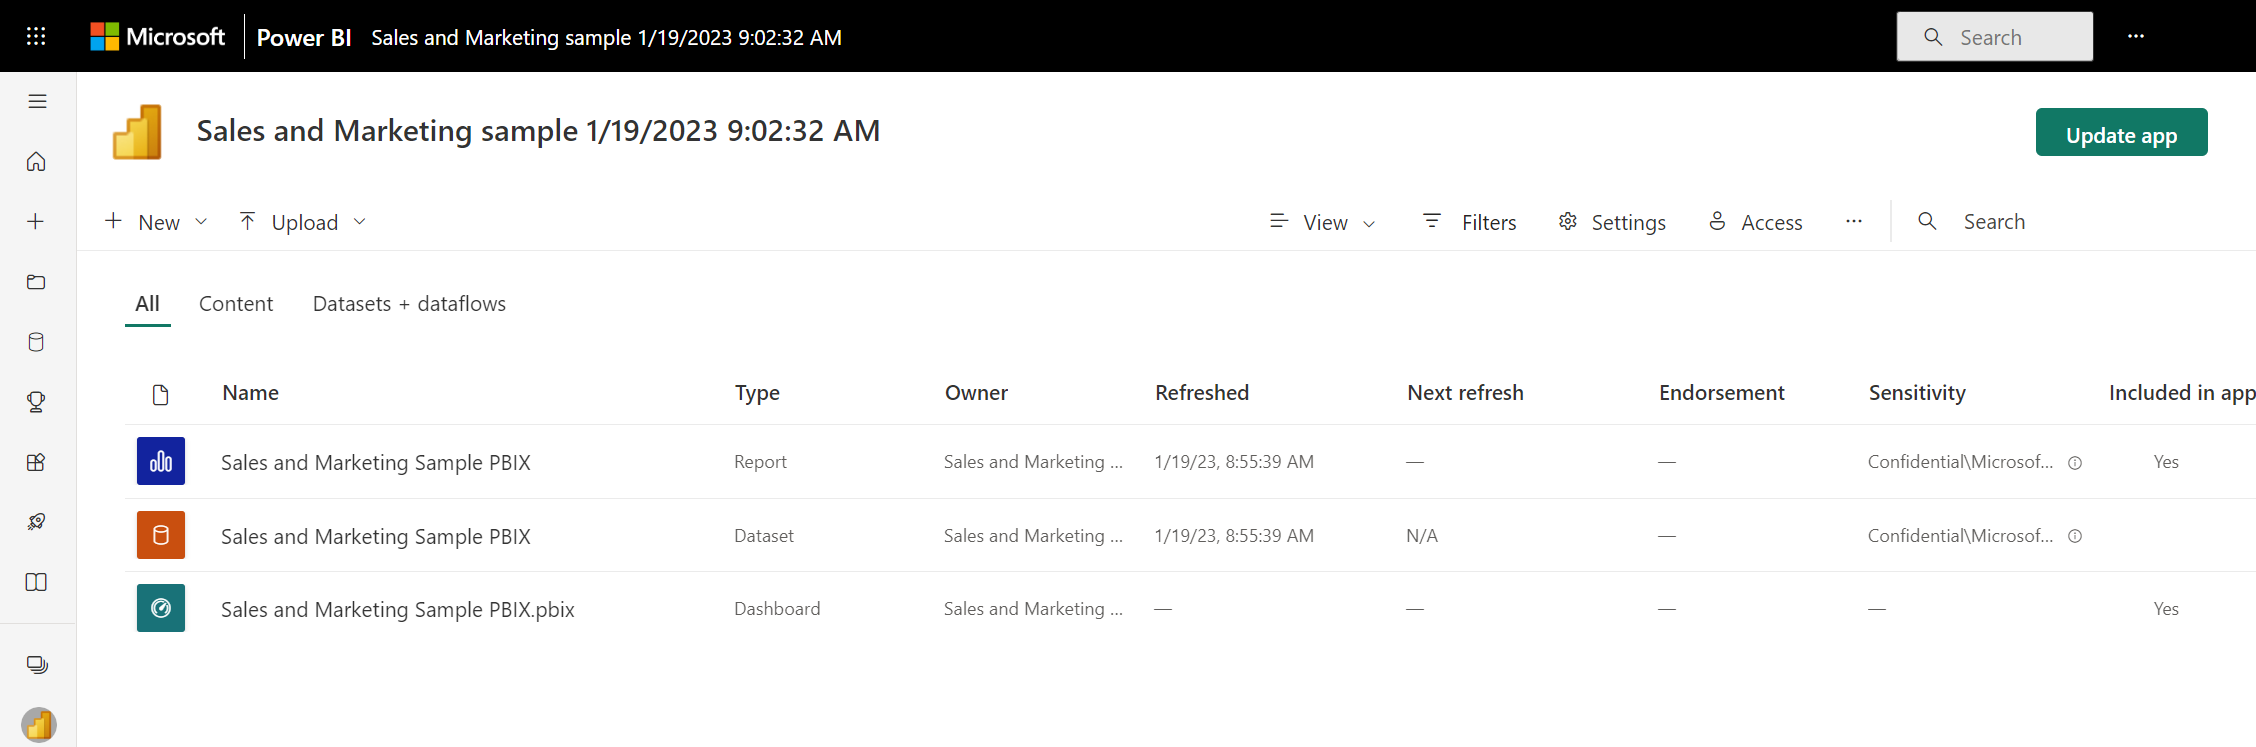 Microsoft Power BI Sales and Marketing sample 1/19/2023 9:02:32 AM Search ...
Sales and Marketing sample 1/19/2023 9:02:32 AM Update app
New Upload View Filters Settings Access ... Search
All Content Datasets + dataflows
Name Type Owner Refreshed Next refresh Endorsement Sensitivity Included in app
Sales and Marketing Sample PBIX Report Sales and Marketing ... 1/19/23, 8:55:39 AM — — Confidential\Microsof... Yes
Sales and Marketing Sample PBIX Dataset Sales and Marketing ... 1/19/23, 8:55:39 AM N/A — Confidential\Microsof...
Sales and Marketing Sample PBIX.pbix Dashboard Sales and Marketing ... — — — — Yes